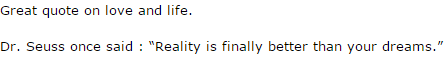 Great quote on love and life.
Dr. Seuss once said : “Reality is finally better than your dreams.”